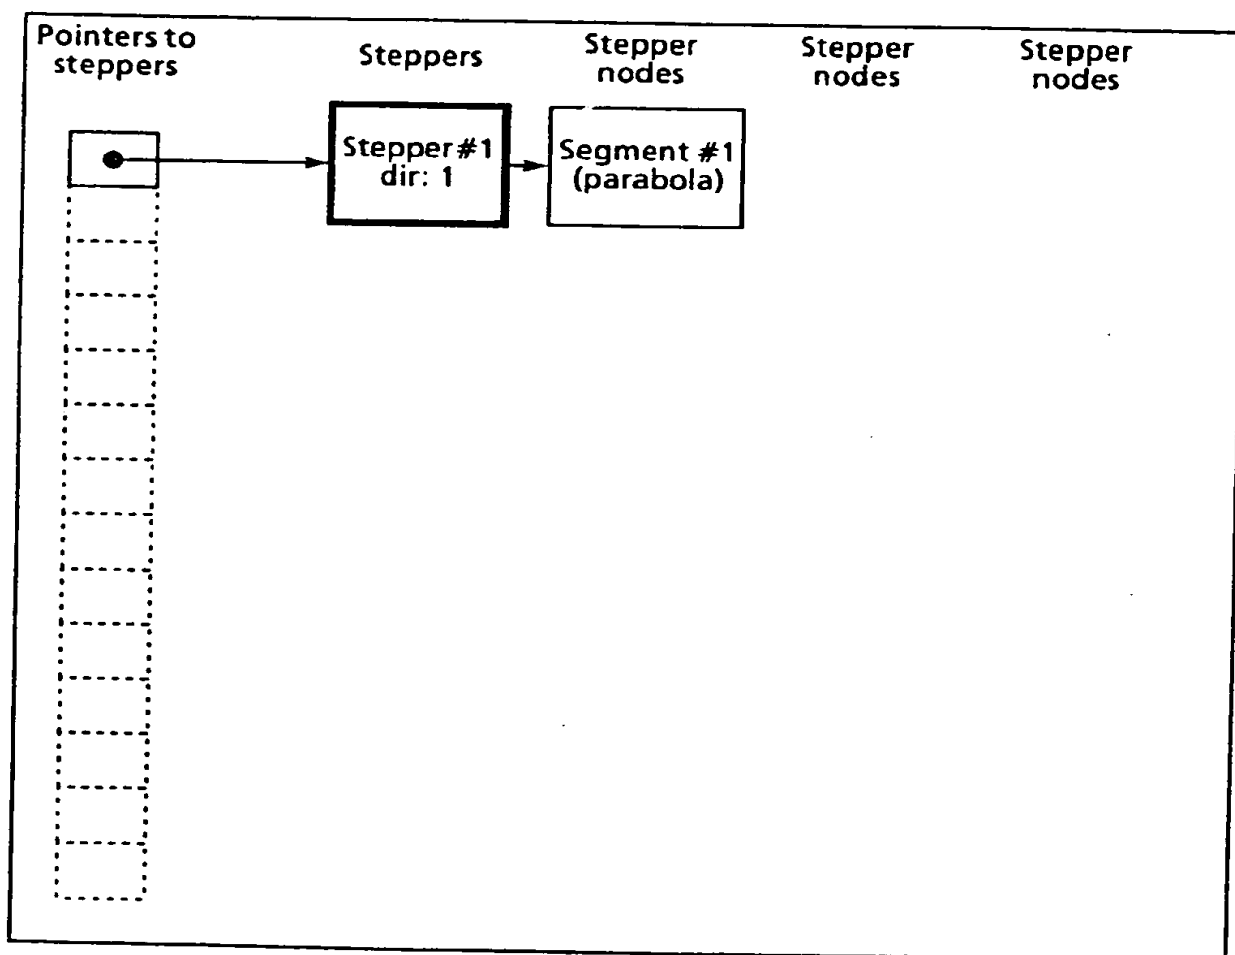 Pointers to
steppers
Steppers
Stepper
nodes
Stepper
nodes
Stepper
nodes
Stepper #1
dir: 1
Segment #1
(parabola)